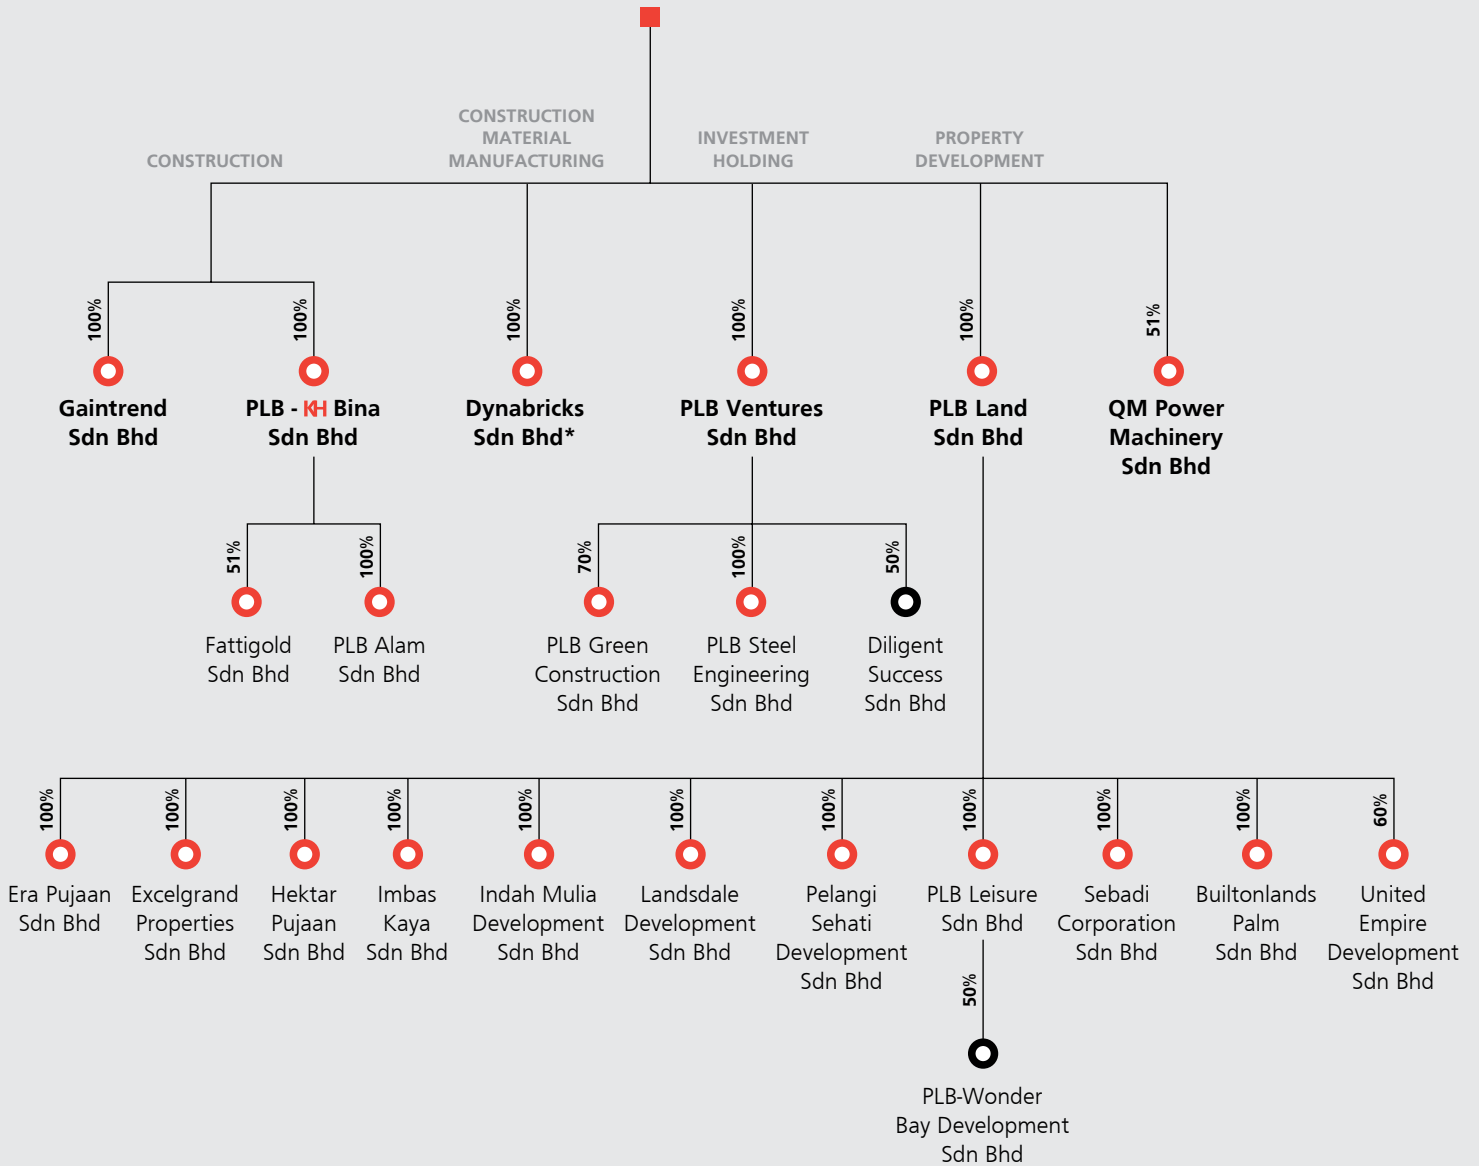 CONSTRUCTION
CONSTRUCTION
MATERIAL
MANUFACTURING
INVESTMENT
HOLDING
PROPERTY
DEVELOPMENT
100%
Gaintrend
Sdn Bhd
100%
PLB - KH Bina
Sdn Bhd
100%
Dynabricks
Sdn Bhd*
100%
PLB Ventures
Sdn Bhd
100%
PLB Land
Sdn Bhd
51%
QM Power
Machinery
Sdn Bhd
51%
Fattigold
Sdn Bhd
100%
PLB Alam
Sdn Bhd
70%
PLB Green
Construction
Sdn Bhd
100%
PLB Steel
Engineering
Sdn Bhd
50%
Diligent
Success
Sdn Bhd
100%
Era Pujaan
Sdn Bhd
100%
Excelgrand
Properties
Sdn Bhd
100%
Hektar
Pujaan
Sdn Bhd
100%
Imbas
Kaya
Sdn Bhd
100%
Indah Mulia
Development
Sdn Bhd
100%
Landsdale
Development
Sdn Bhd
100%
Pelangi
Sehati
Development
Sdn Bhd
100%
PLB Leisure
Sdn Bhd
100%
Sebadi
Corporation
Sdn Bhd
100%
Builtonlands
Palm
Sdn Bhd
60%
United
Empire
Development
Sdn Bhd
50%
PLB-Wonder
Bay Development
Sdn Bhd